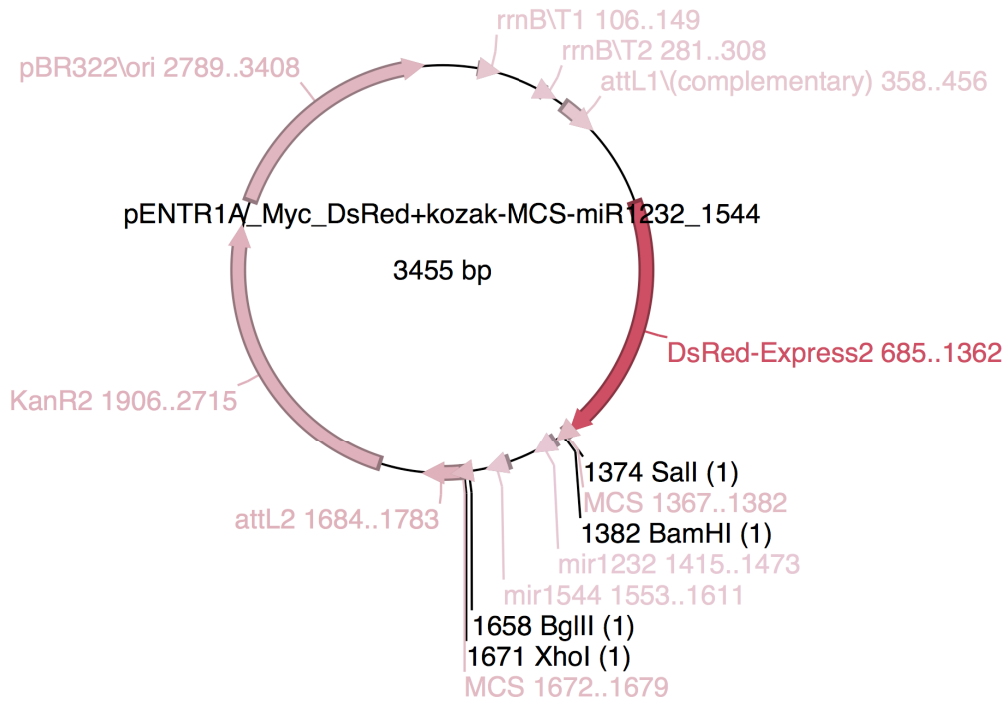 rrnB\T1 106..149
rrnB\T2 281..308
pBR322\ori 2789..3408
attL1\(complementary) 358..456
pENTR1A_Myc_DsRed+kozak-MCS-miR1232_1544
3455 bp
DsRed-Express2 685..1362
KanR2 1906..2715
1374 SalI (1)
MCS 1367..1382
attL2 1684..1783
1382 BamHI (1)
mir1232 1415..1473
mir1544 1553..1611
1658 BglII (1)
1671 XhoI (1)
MCS 1672..1679